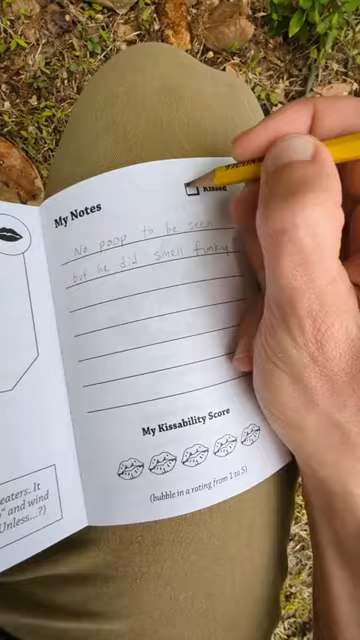 Kissed
My Notes
No poop to be seen
but he did smell funky
My Kissability Score
(bubble in a rating from 1 to 5)
eaters. It
" and wind
Unless...?)